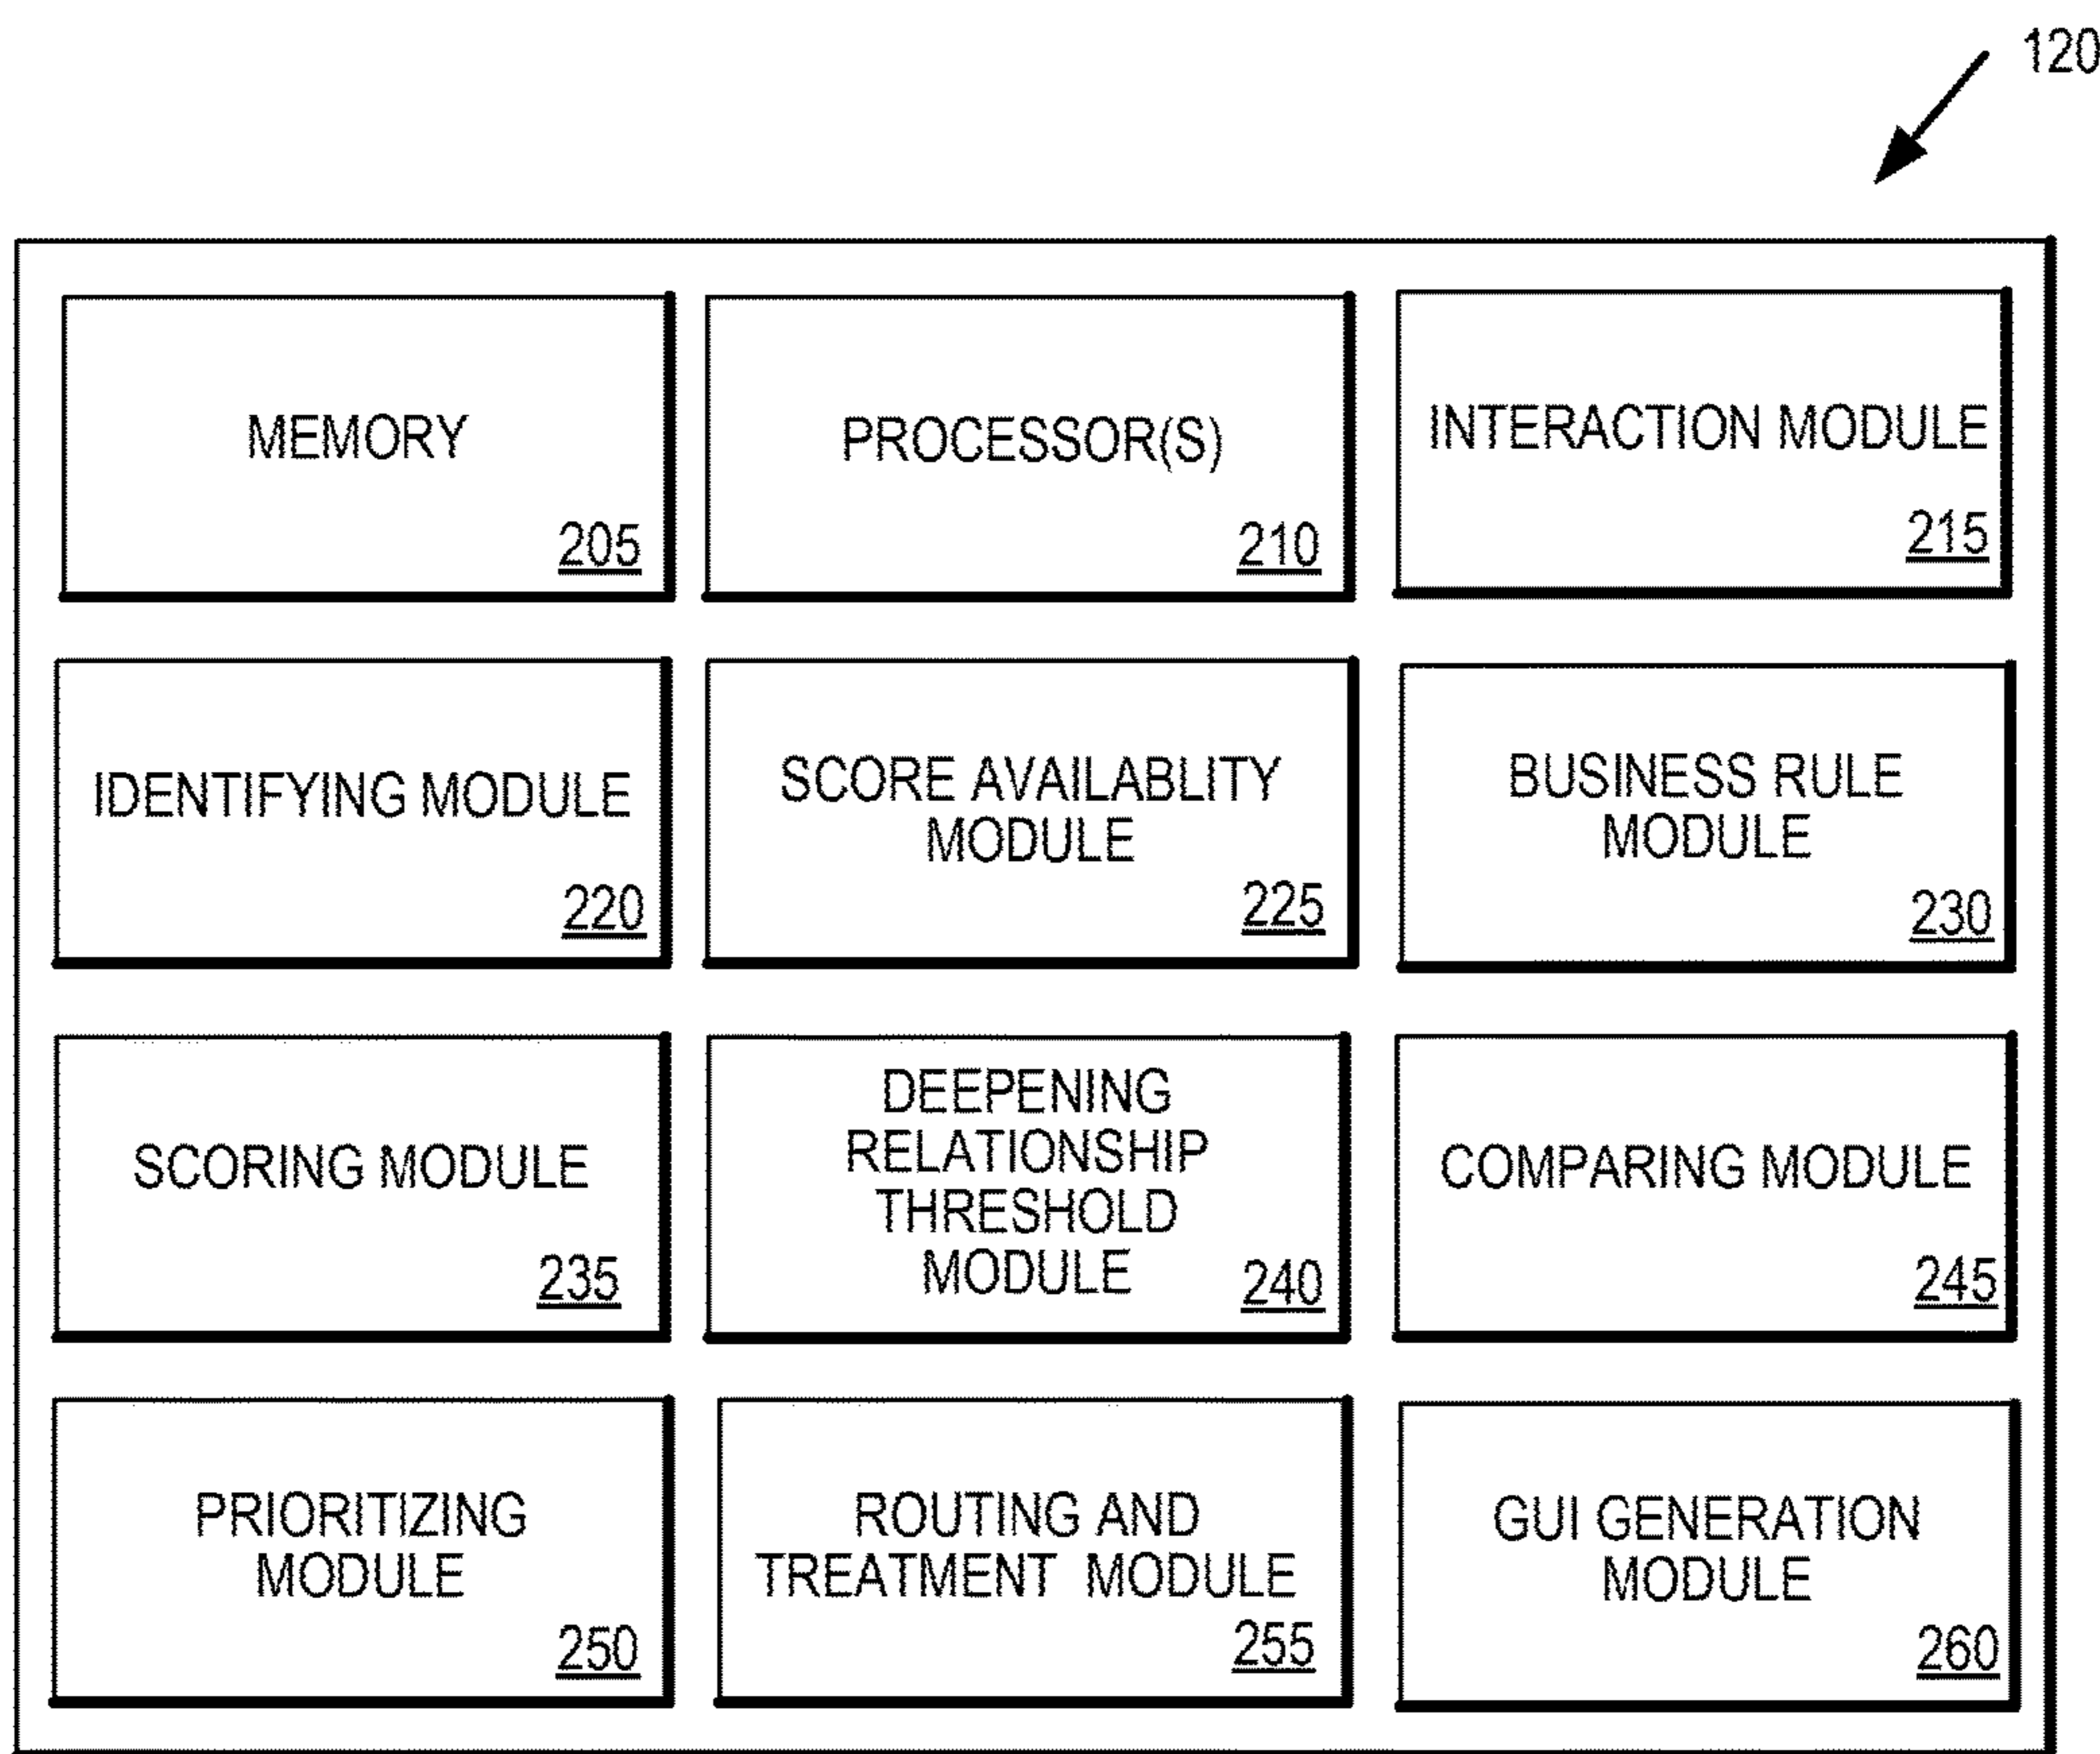 120
MEMORY
205
PROCESSOR(S)
210
INTERACTION MODULE
215
IDENTIFYING MODULE
220
SCORE AVAILABLITY
MODULE
225
BUSINESS RULE
MODULE
230
SCORING MODULE
235
DEEPENING
RELATIONSHIP
THRESHOLD
MODULE
240
COMPARING MODULE
245
PRIORITIZING
MODULE
250
ROUTING AND
TREATMENT MODULE
255
GUI GENERATION
MODULE
260